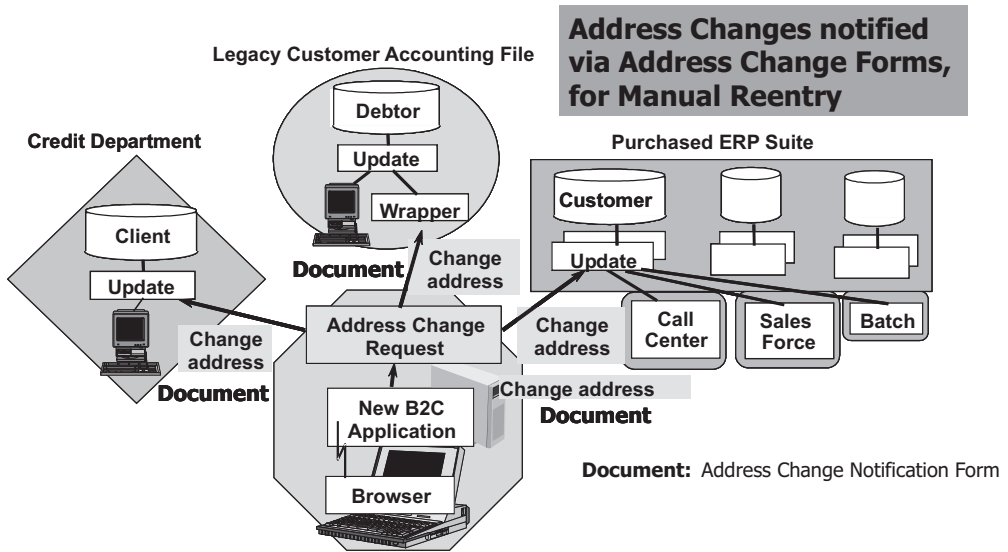 Address Changes notified
via Address Change Forms,
for Manual Reentry
Legacy Customer Accounting File
Debtor
Update
Wrapper
Credit Department
Client
Update
Purchased ERP Suite
Customer
Update
Call
Center
Sales
Force
Batch
Document
Change
address
Address Change
Request
Change
address
Document
Change
address
Change address
Document
New B2C
Application
Browser
Document: Address Change Notification Form